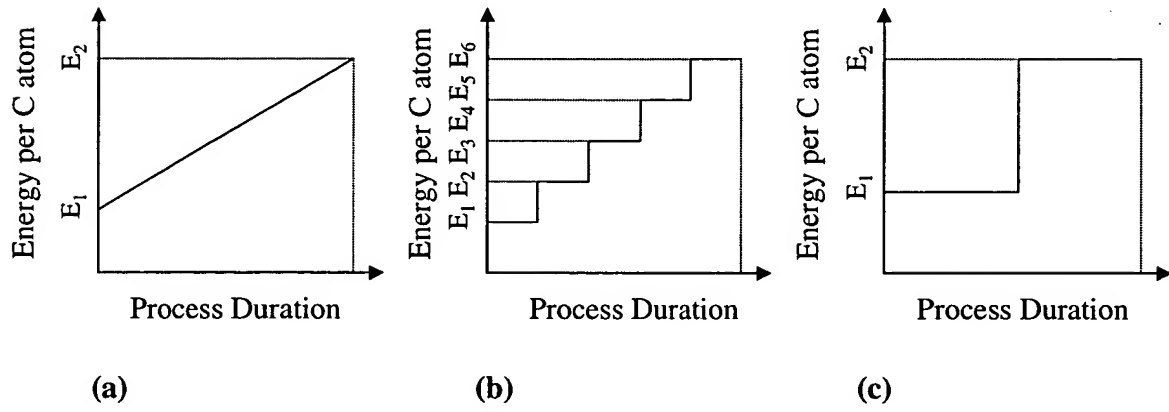 Energy per C atom
E1 E2
Process Duration
(a)
Energy per C atom
E1 E2 E3 E4 E5 E6
Process Duration
(b)
Energy per C atom
E1 E2
Process Duration
(c)